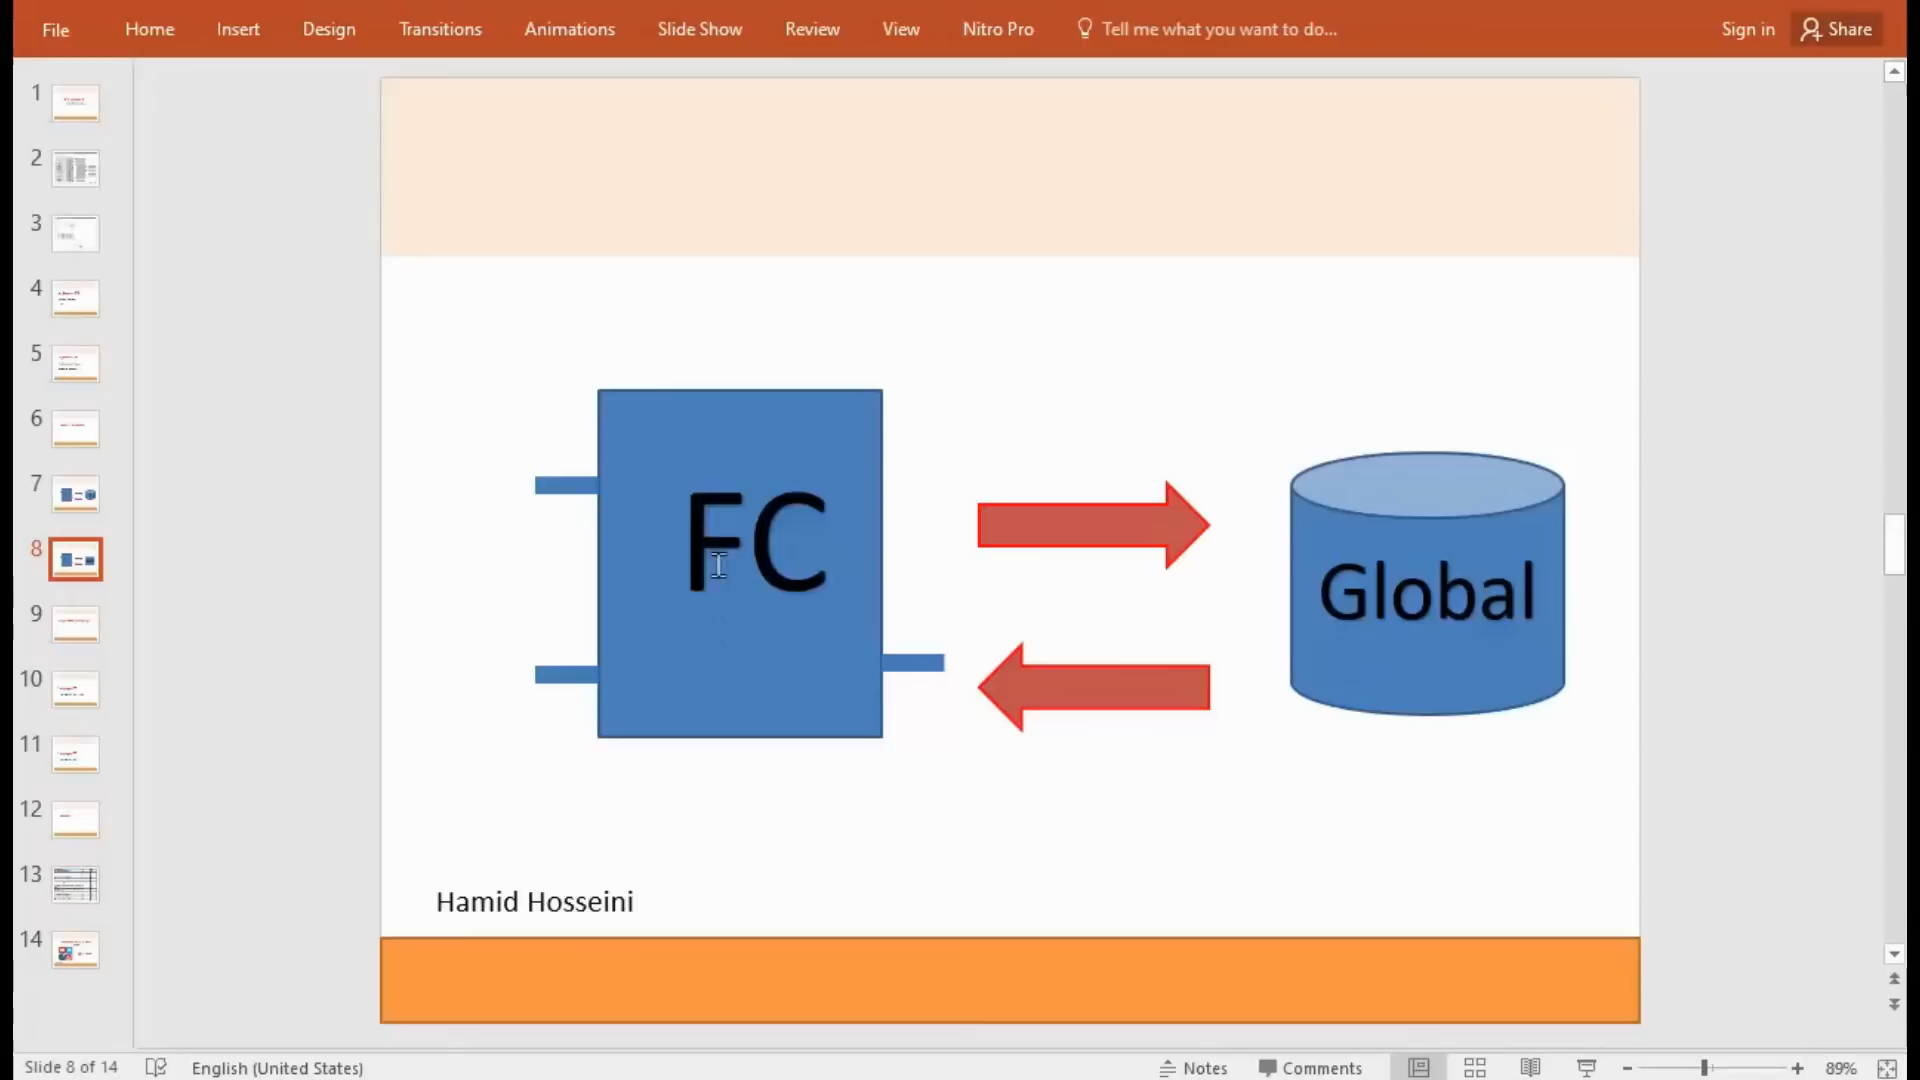 File Home Insert Design Transitions Animations Slide Show Review View Nitro Pro Tell me what you want to do... Sign in Share
1
2
3
4
5
6
7
8
9
10
11
12
13
14
FC
Global
Hamid Hosseini
Slide 8 of 14 English (United States) Notes Comments 89%